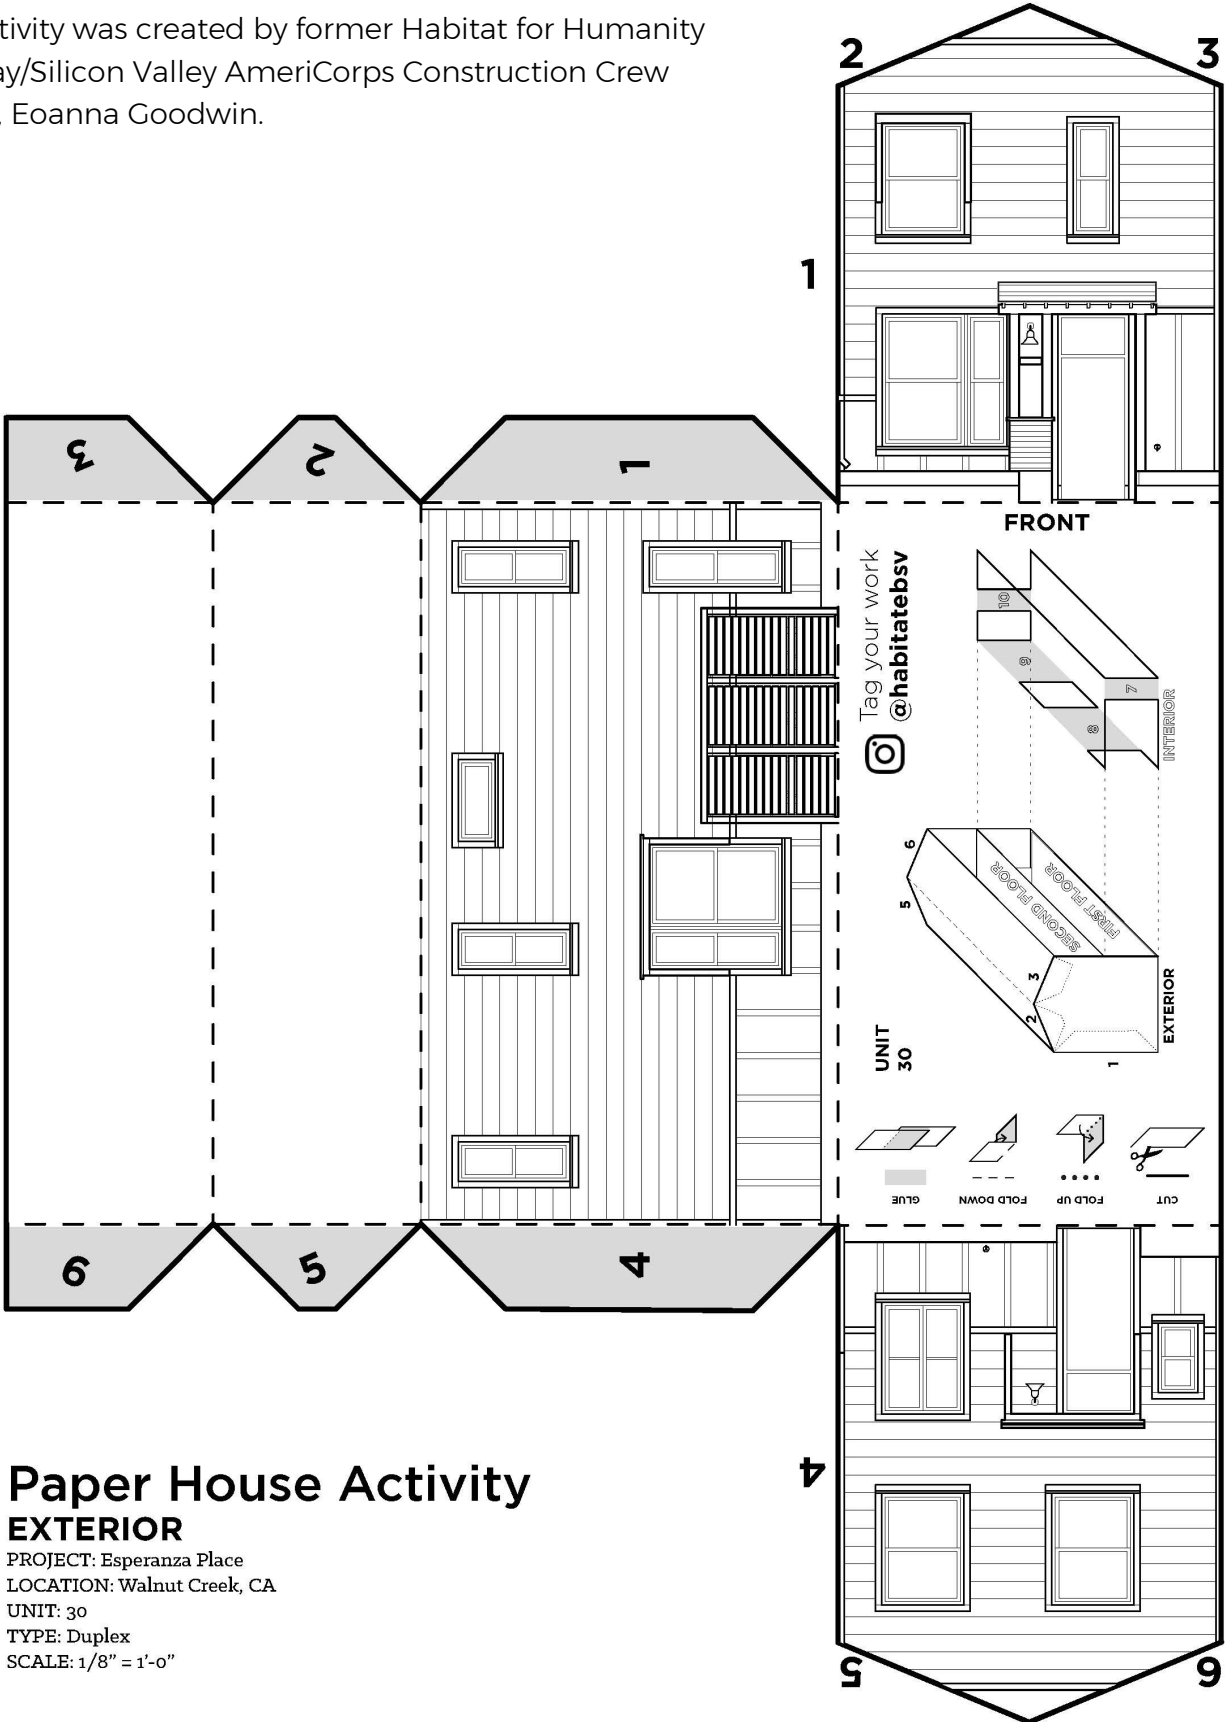 tivity was created by former Habitat for Humanity
ay/Silicon Valley AmeriCorps Construction Crew
, Eoanna Goodwin.
2
3
1
3
2
1
FRONT
Tag your work
@habitatebsv
10
9
8
7
INTERIOR
6
5
SECOND FLOOR
FIRST FLOOR
3
2
1
EXTERIOR
UNIT
30
GLUE
FOLD DOWN
FOLD UP
CUT
6
5
4
4
5
6
Paper House Activity
EXTERIOR
PROJECT: Esperanza Place
LOCATION: Walnut Creek, CA
UNIT: 30
TYPE: Duplex
SCALE: 1/8” = 1’-0”